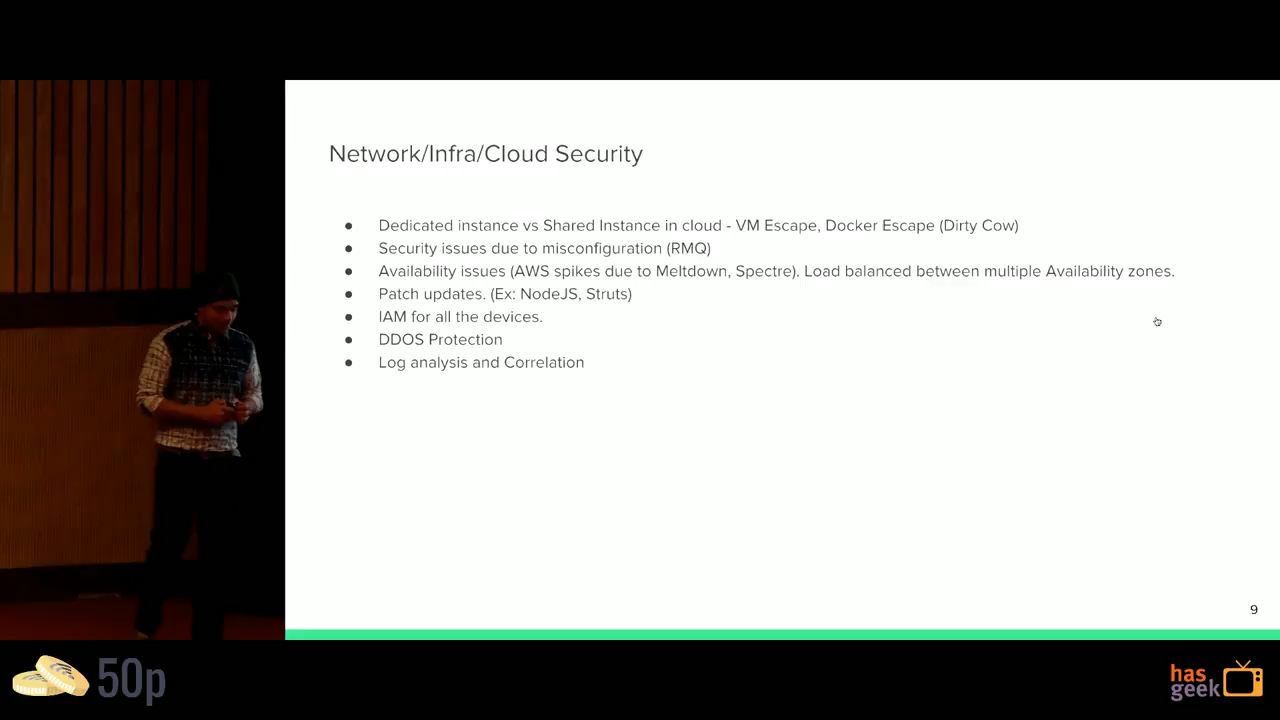 Network/Infra/Cloud Security
● Dedicated instance vs Shared Instance in cloud - VM Escape, Docker Escape (Dirty Cow)
● Security issues due to misconfiguration (RMQ)
● Availability issues (AWS spikes due to Meltdown, Spectre). Load balanced between multiple Availability zones.
● Patch updates. (Ex: NodeJS, Struts)
● IAM for all the devices.
● DDOS Protection
● Log analysis and Correlation
9
50p
has
geek